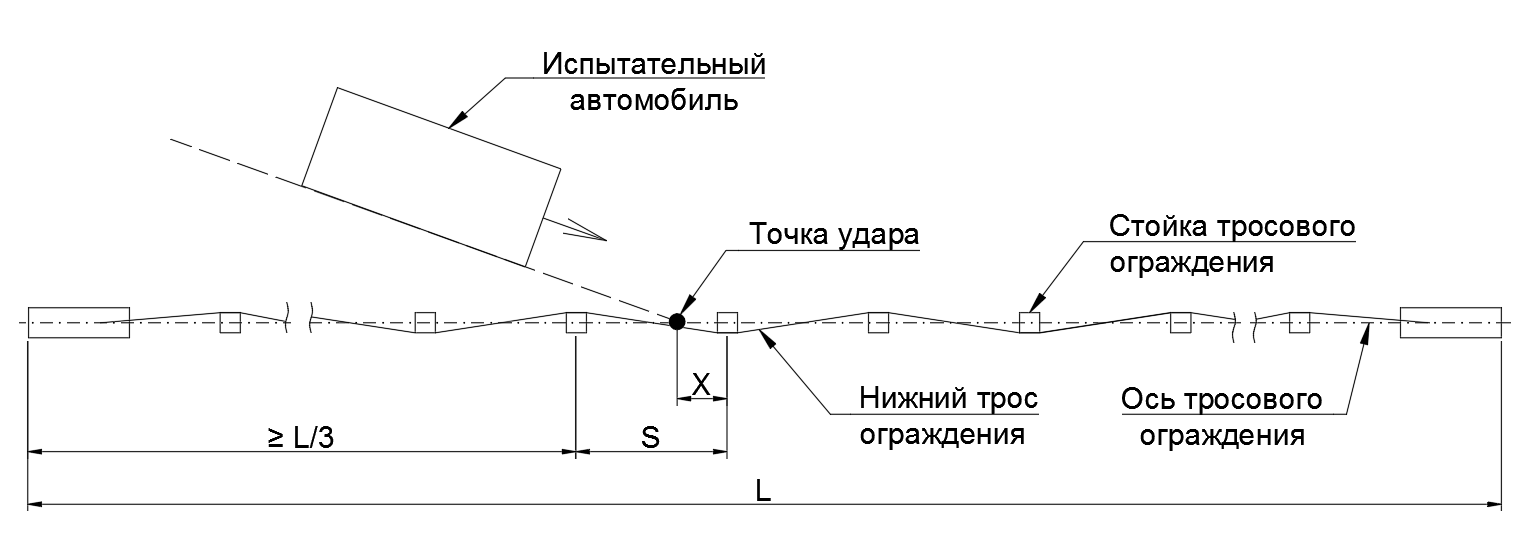 Испытательный
автомобиль
Точка удара
Стойка тросового
ограждения
X
Нижний трос
ограждения
Ось тросового
ограждения
≥ L/3
S
L